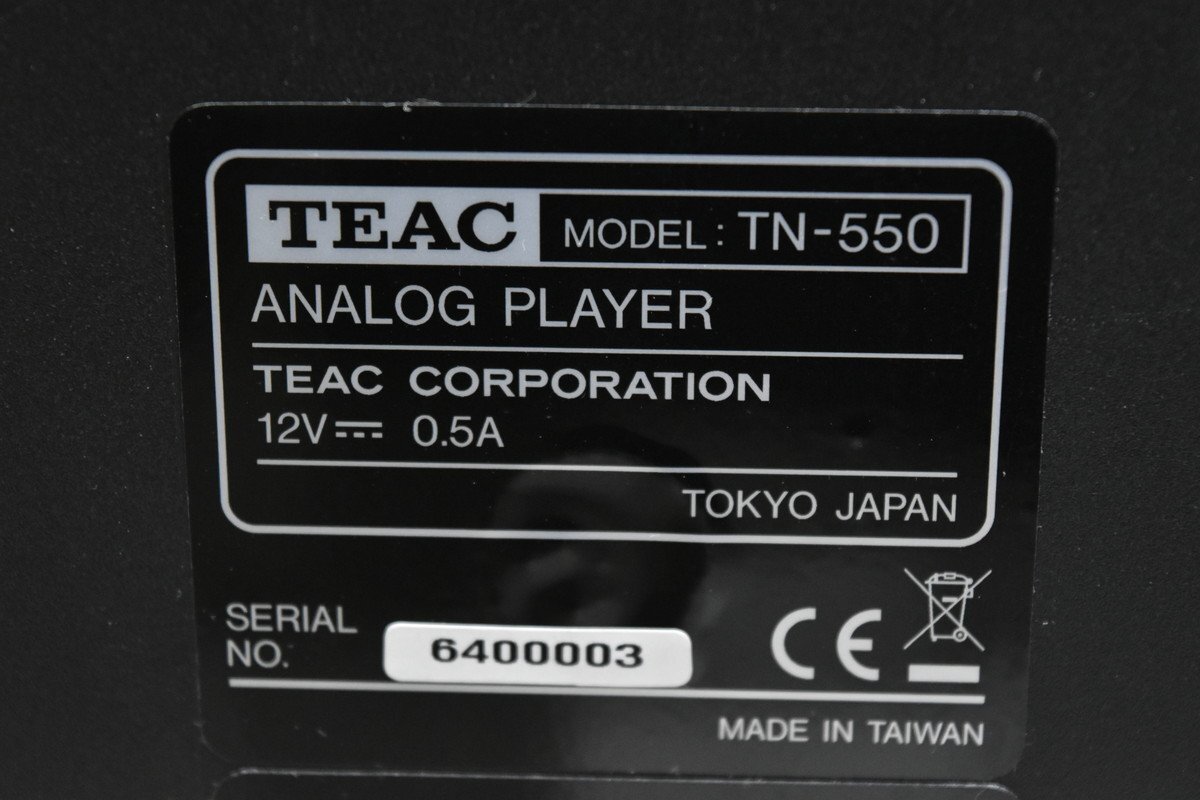 TEAC MODEL: TN-550
ANALOG PLAYER
TEAC CORPORATION
12V⎓ 0.5A
TOKYO JAPAN
SERIAL
NO. 6400003
CE
MADE IN TAIWAN